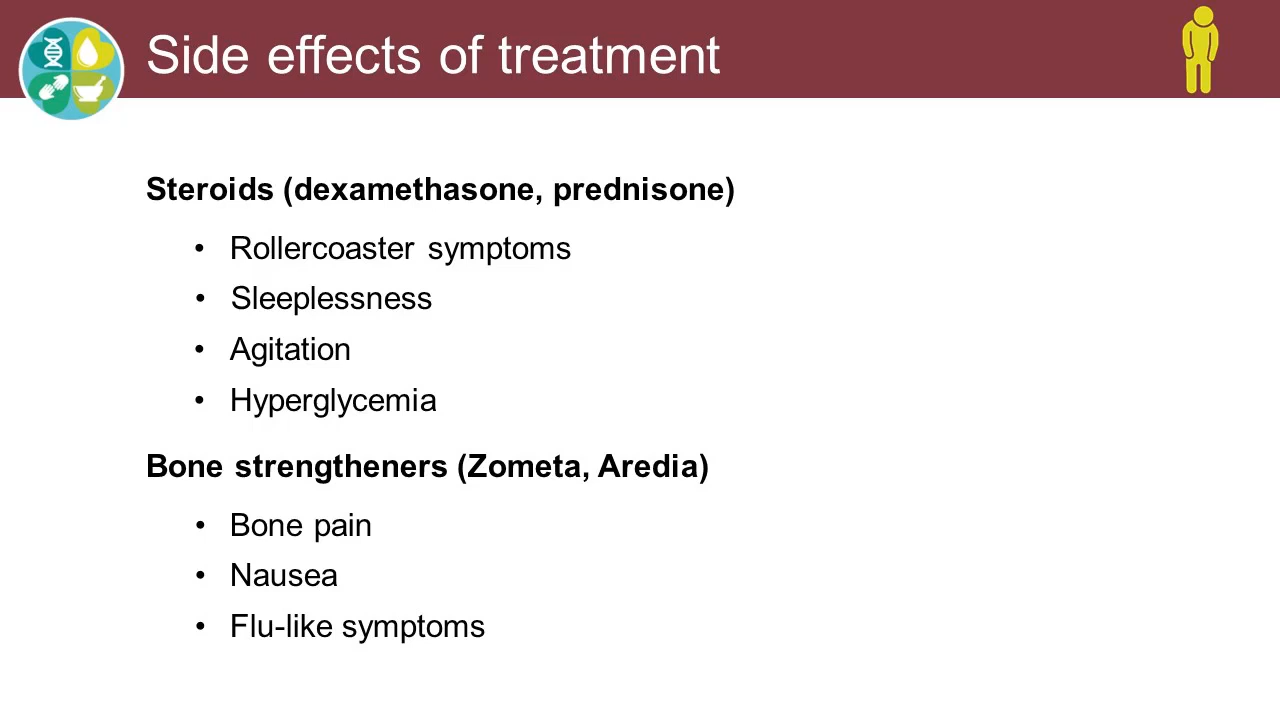 Side effects of treatment
Steroids (dexamethasone, prednisone)
• Rollercoaster symptoms
• Sleeplessness
• Agitation
• Hyperglycemia
Bone strengtheners (Zometa, Aredia)
• Bone pain
• Nausea
• Flu-like symptoms